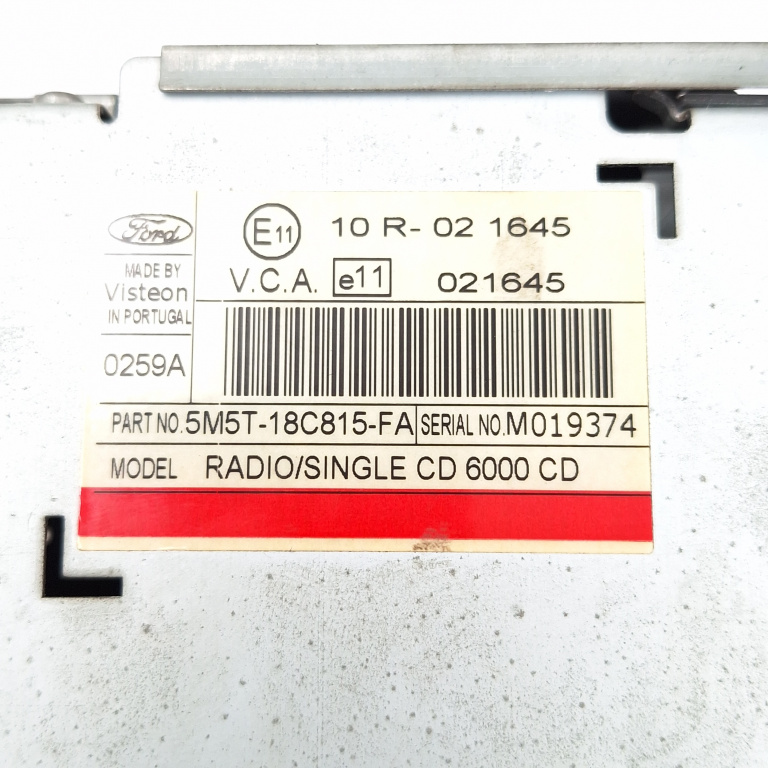 Ford
E11 10 R- 02 1645
MADE BY
Visteon
IN PORTUGAL
V.C.A. e11 021645
0259A
PART NO. 5M5T-18C815-FA SERIAL NO. M019374
MODEL RADIO/SINGLE CD 6000 CD